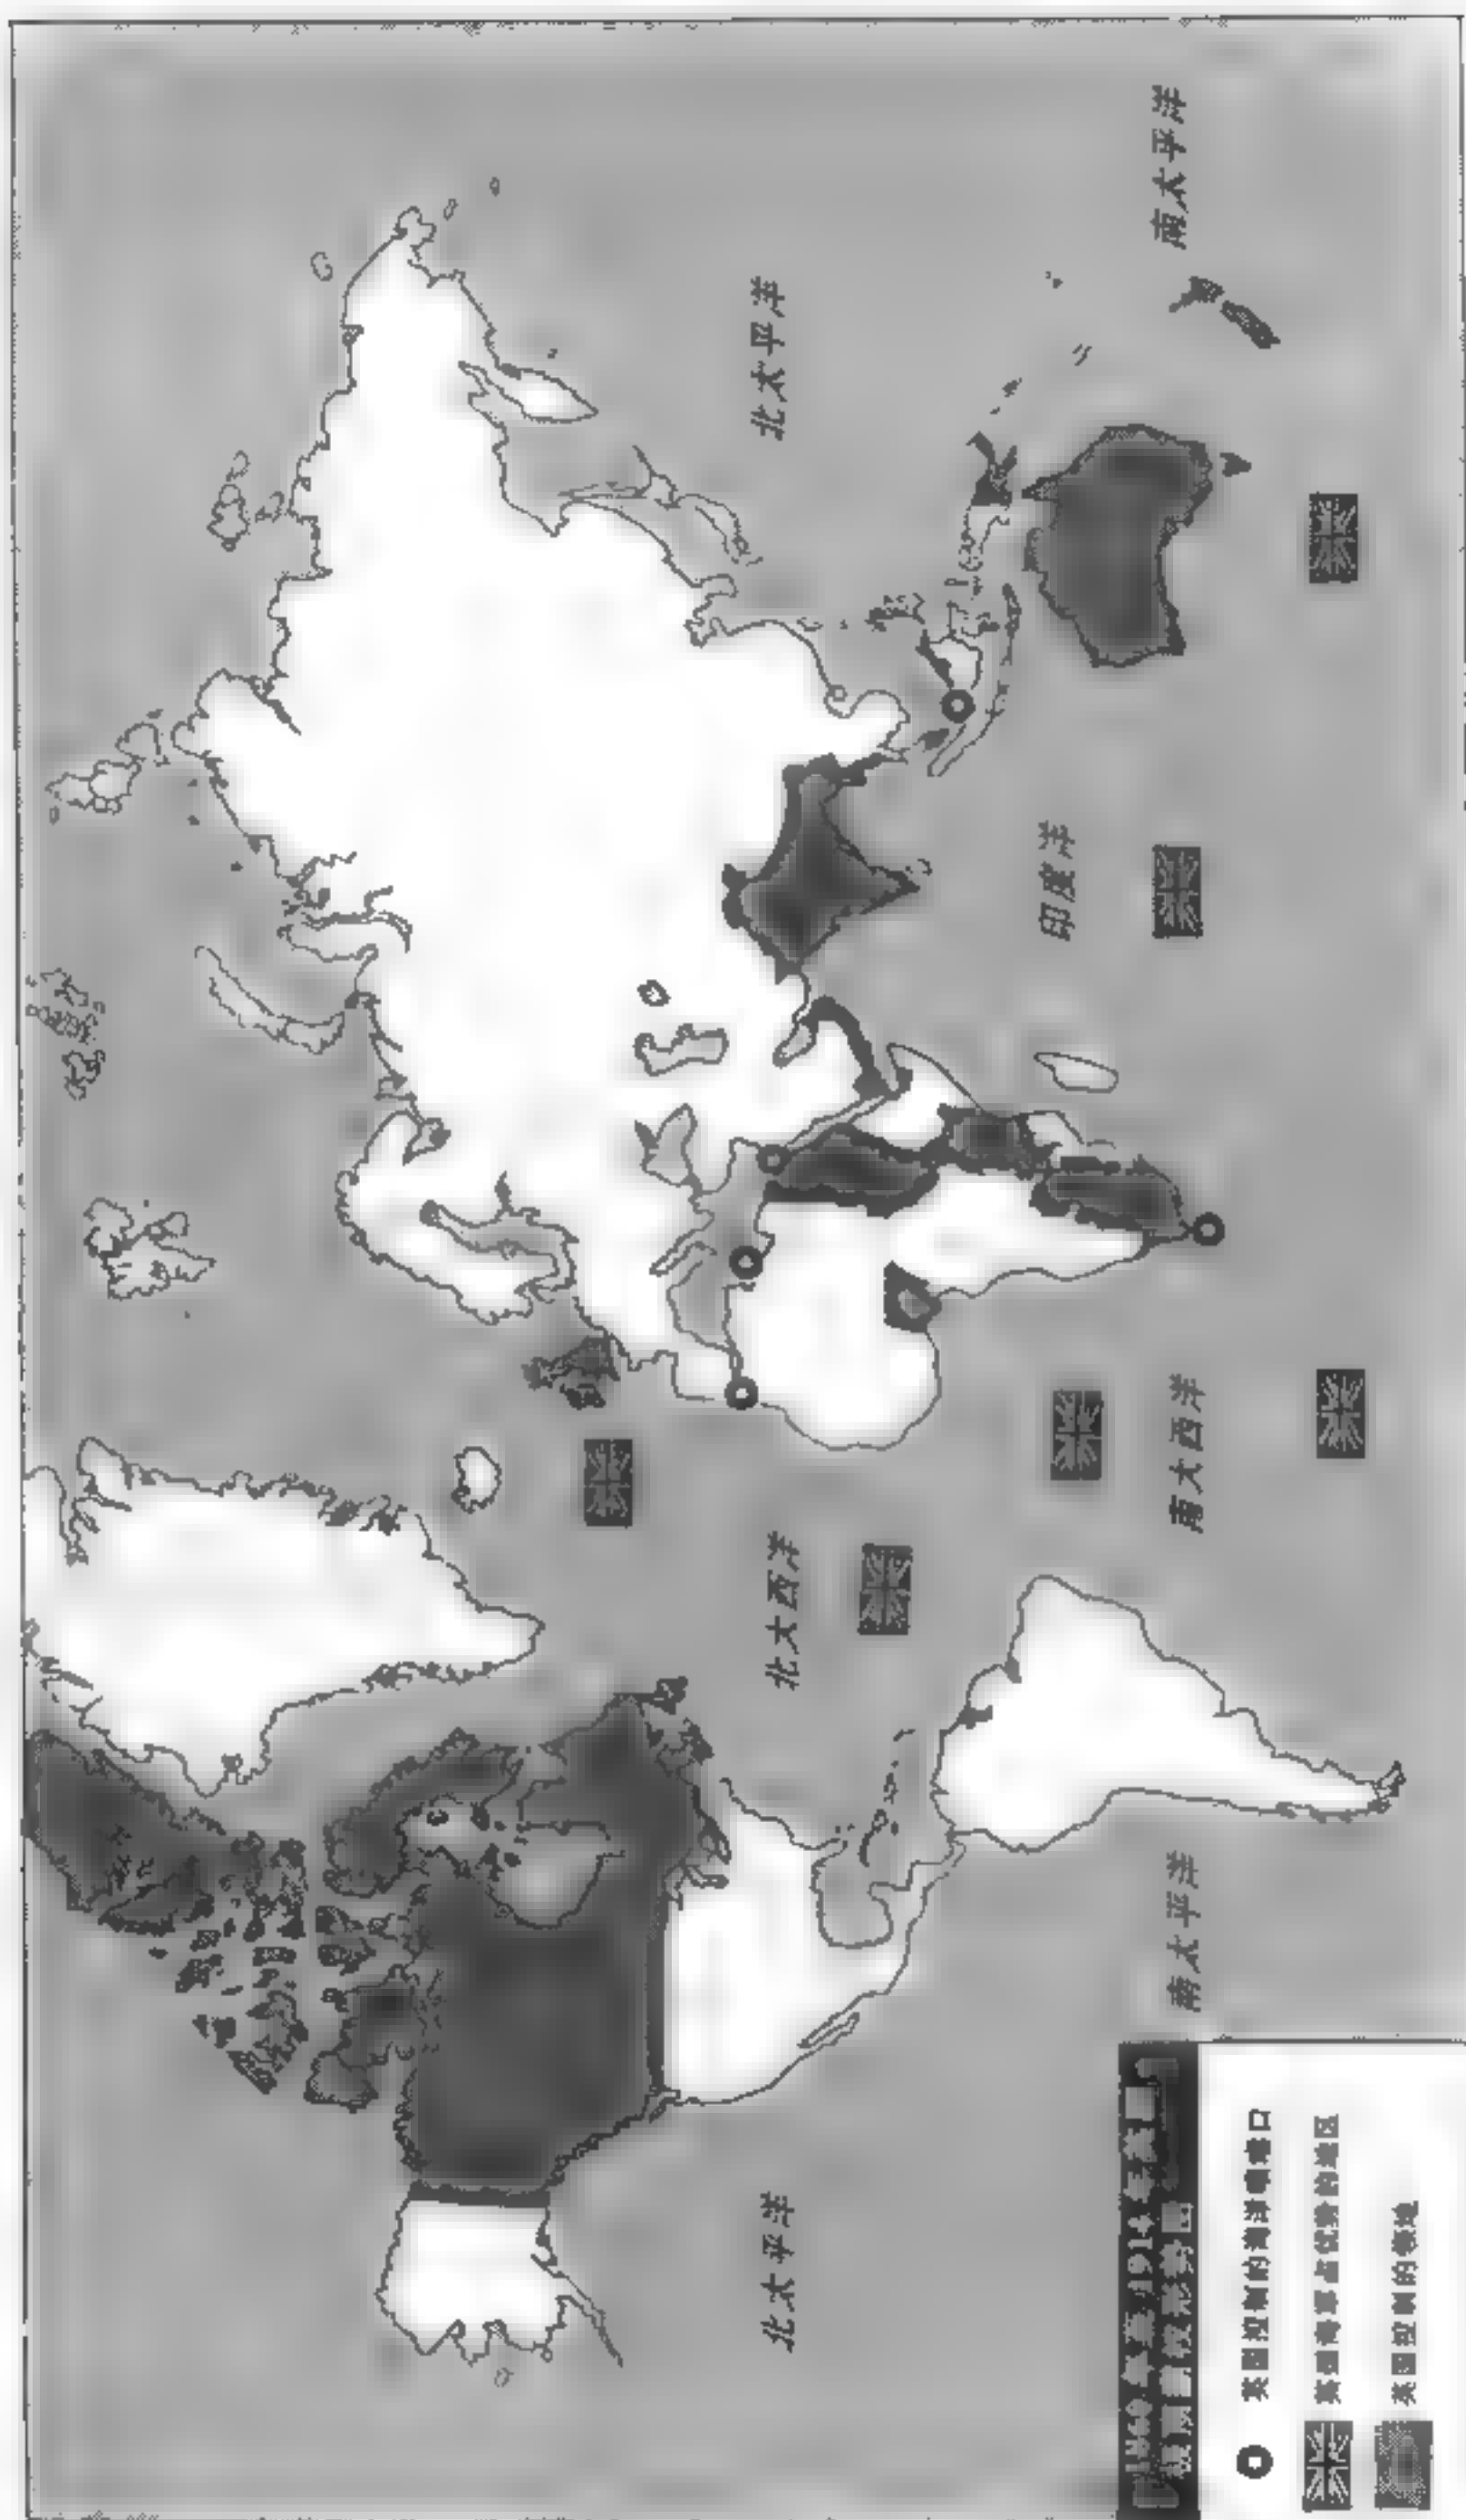 南太平洋
北太平洋
印度洋
北大西洋
南大西洋
南太平洋
北太平洋
英国控制的海洋咽喉口
英国海军占优势的地区
英国控制的领地